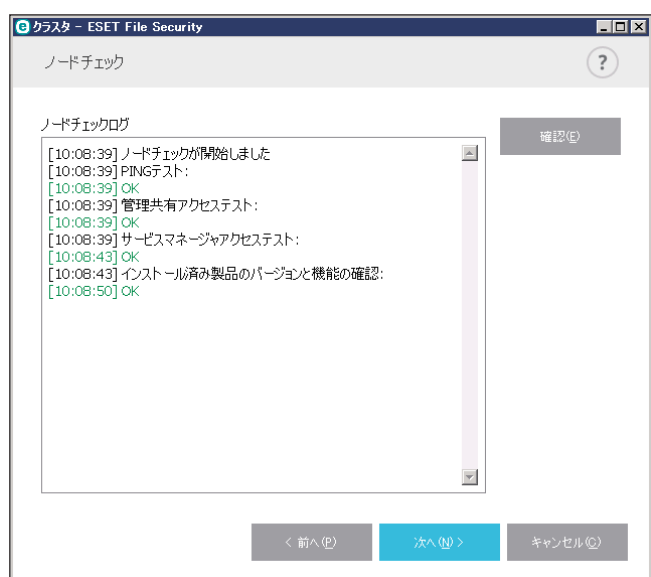 e クラスタ - ESET File Security
ノードチェック
?
ノードチェックログ
確認(E)
[10:08:39] ノードチェックが開始しました
[10:08:39] PINGテスト:
[10:08:39] OK
[10:08:39] 管理共有アクセステスト:
[10:08:39] OK
[10:08:39] サービスマネージャアクセステスト:
[10:08:43] OK
[10:08:43] インストール済み製品のバージョンと機能の確認:
[10:08:50] OK
< 前へ(P)
次へ(N) >
キャンセル(C)